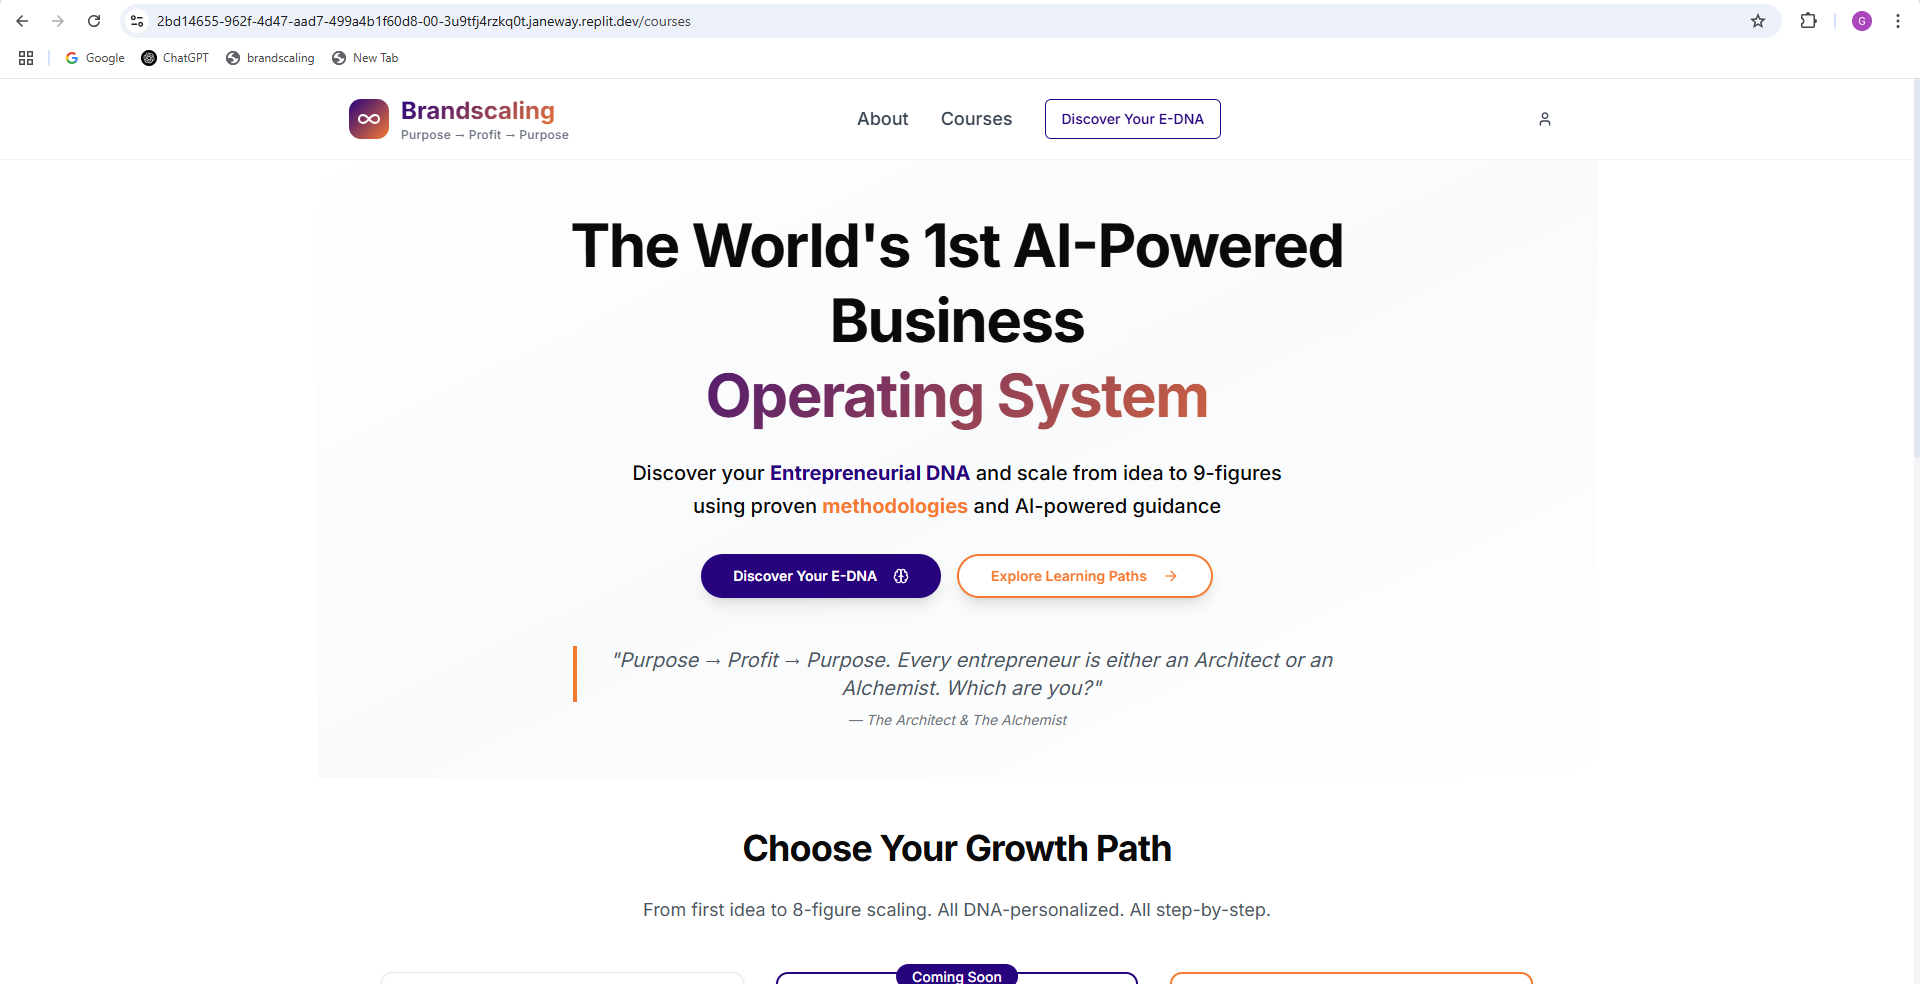 2bd14655-962f-4d47-aad7-499a4b1f60d8-00-3u9tfj4rzkq0t.janeway.replit.dev/courses
G
Google
ChatGPT
brandscaling
New Tab
Brandscaling
Purpose → Profit → Purpose
About
Courses
Discover Your E-DNA
The World's 1st AI-Powered
Business
Operating System
Discover your Entrepreneurial DNA and scale from idea to 9-figures
using proven methodologies and AI-powered guidance
Discover Your E-DNA
Explore Learning Paths →
"Purpose → Profit → Purpose. Every entrepreneur is either an Architect or an
Alchemist. Which are you?"
— The Architect & The Alchemist
Choose Your Growth Path
From first idea to 8-figure scaling. All DNA-personalized. All step-by-step.
Coming Soon